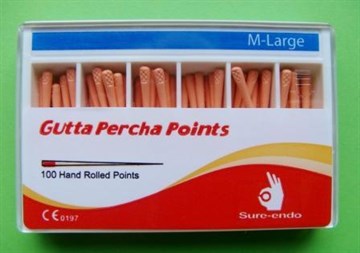 M-Large
Gutta Percha Points
100 Hand Rolled Points
CE 0197
Sure-endo